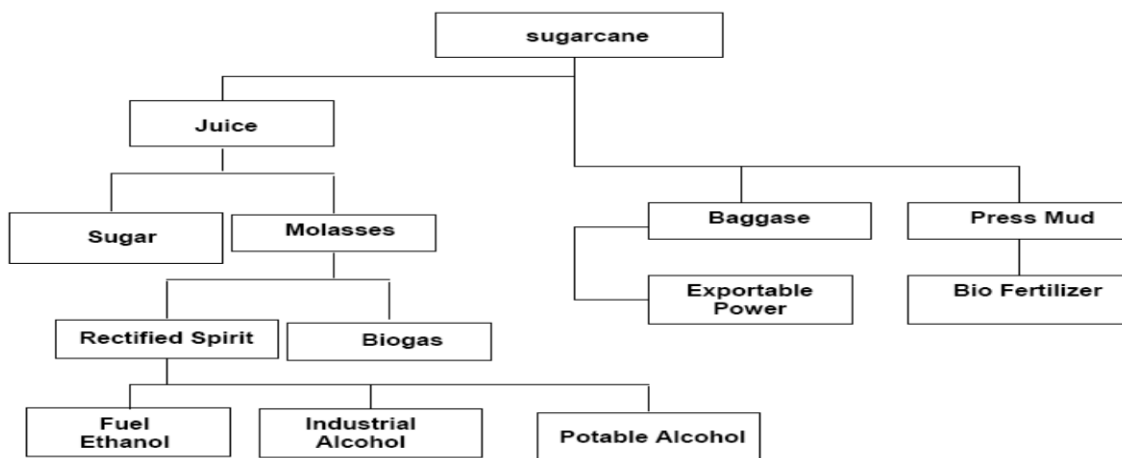 sugarcane
Juice
Sugar
Molasses
Baggase
Press Mud
Exportable
Power
Bio Fertilizer
Rectified Spirit
Biogas
Fuel
Ethanol
Industrial
Alcohol
Potable Alcohol